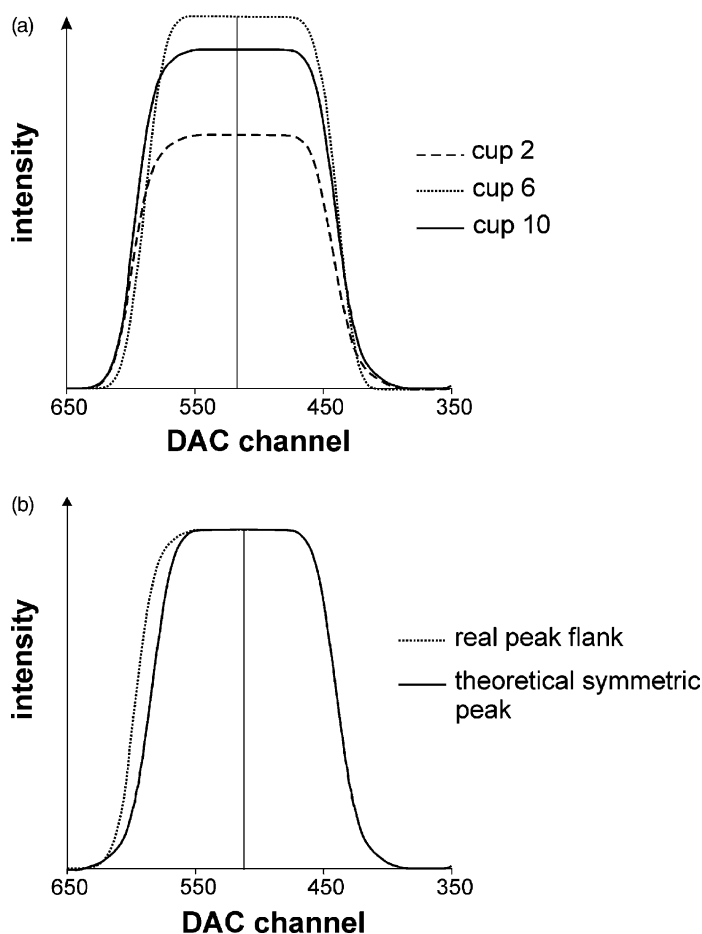 (a)
intensity
cup 2
cup 6
cup 10
650 550 450 350
DAC channel
(b)
intensity
real peak flank
theoretical symmetric
peak
650 550 450 350
DAC channel